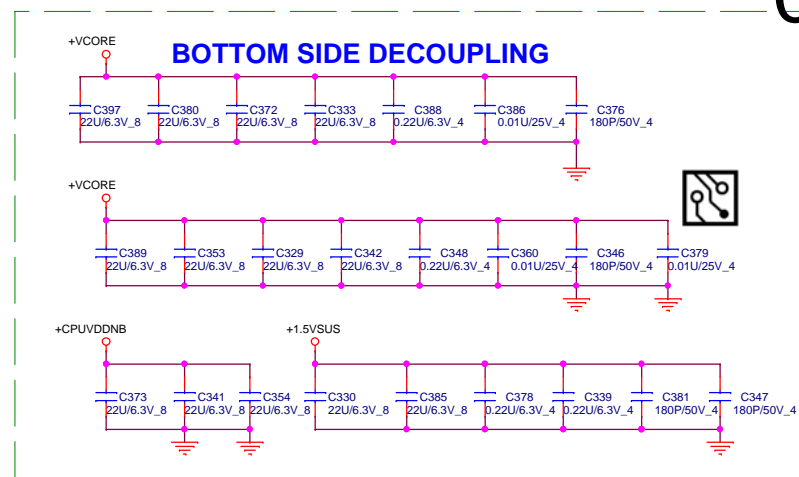 BOTTOM SIDE DECOUPLING
+VCORE
C397 C380 C372 C333 C388 C386 C376
22U/6.3V_8 22U/6.3V_8 22U/6.3V_8 22U/6.3V_8 0.22U/6.3V_4 0.01U/25V_4 180P/50V_4
+VCORE
C389 C353 C329 C342 C348 C360 C346 C379
22U/6.3V_8 22U/6.3V_8 22U/6.3V_8 22U/6.3V_8 0.22U/6.3V_4 0.01U/25V_4 180P/50V_4 0.01U/25V_4
+CPUVDDNB +1.5VSUS
C373 C341 C354 C330 C385 C378 C339 C381 C347
22U/6.3V_8 22U/6.3V_8 22U/6.3V_8 22U/6.3V_8 22U/6.3V_8 0.22U/6.3V_4 0.22U/6.3V_4 180P/50V_4 180P/50V_4